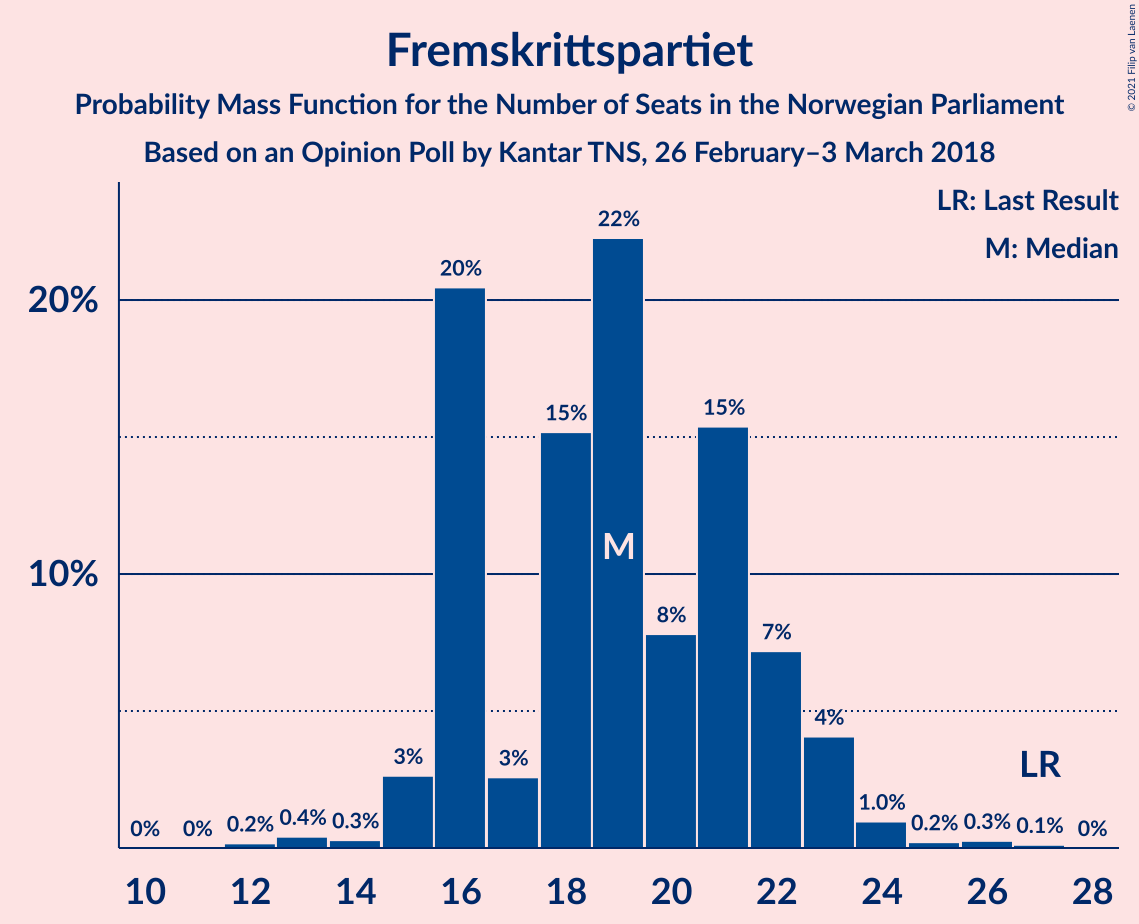 Fremskrittspartiet
Probability Mass Function for the Number of Seats in the Norwegian Parliament
Based on an Opinion Poll by Kantar TNS, 26 February–3 March 2018
© 2021 Filip van Laenen
LR: Last Result
M: Median
22%
20%
20%
15%
15%
M
10%
8%
7%
4%
3%
3%
LR
1.0%
0% 0% 0.2% 0.4% 0.3% 0.2% 0.3% 0.1% 0%
10 12 14 16 18 20 22 24 26 28